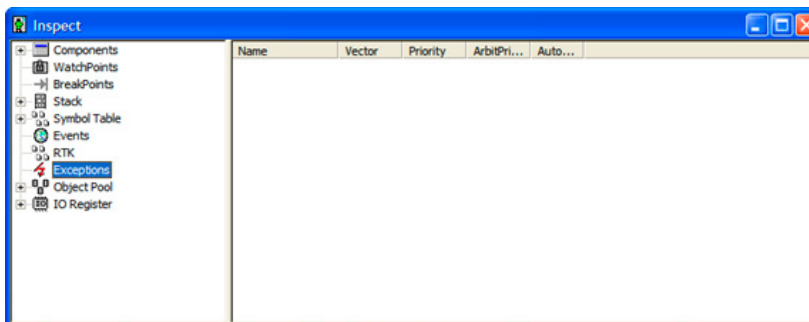 Inspect
Components
WatchPoints
BreakPoints
Stack
Symbol Table
Events
RTK
Exceptions
Object Pool
IO Register
Name Vector Priority ArbitPri... Auto...